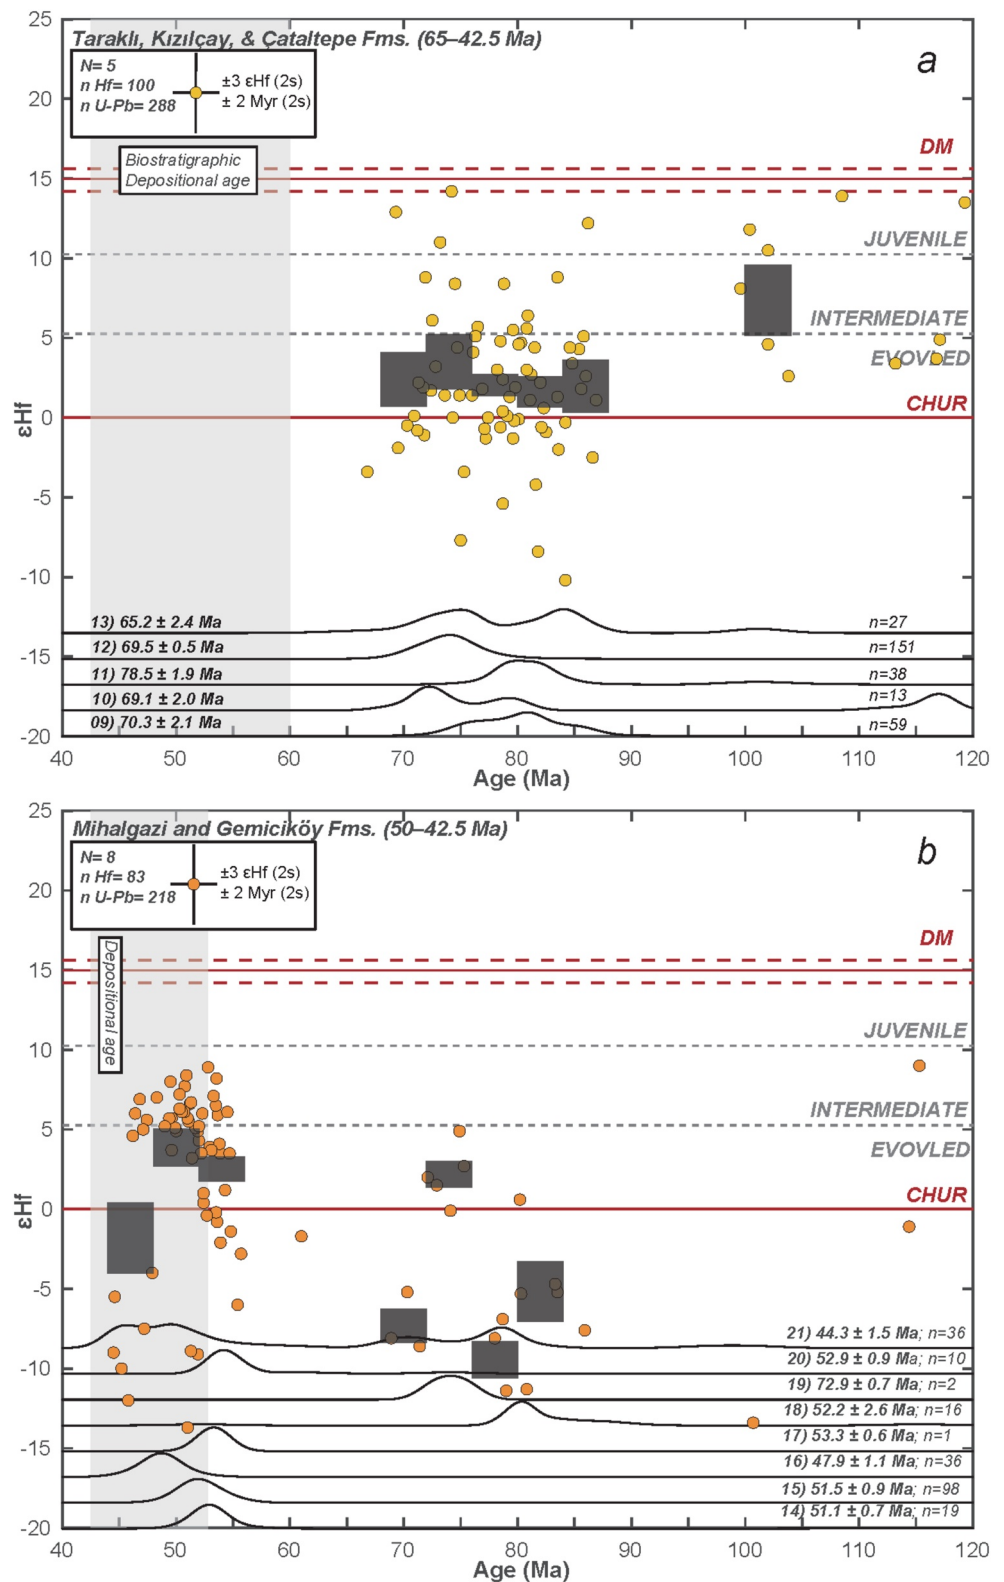 25
Taraklı, Kızılçay, & Çataltepe Fms. (65–42.5 Ma)
a
N= 5
n Hf= 100
n U-Pb= 288
±3 εHf (2s)
± 2 Myr (2s)
20
Biostratigraphic
Depositional age
DM
15
JUVENILE
10
INTERMEDIATE
5
EVOVLED
CHUR
0
εHf
-5
-10
13) 65.2 ± 2.4 Ma
n=27
12) 69.5 ± 0.5 Ma
n=151
-15
11) 78.5 ± 1.9 Ma
n=38
10) 69.1 ± 2.0 Ma
n=13
09) 70.3 ± 2.1 Ma
n=59
-20
40 50 60 70 80 90 100 110 120
Age (Ma)
25
Mihalgazi and Gemiciköy Fms. (50–42.5 Ma)
b
N= 8
n Hf= 83
n U-Pb= 218
±3 εHf (2s)
± 2 Myr (2s)
20
Depositional age
DM
15
JUVENILE
10
INTERMEDIATE
5
EVOVLED
CHUR
0
εHf
-5
21) 44.3 ± 1.5 Ma; n=36
20) 52.9 ± 0.9 Ma; n=10
-10
19) 72.9 ± 0.7 Ma; n=2
18) 52.2 ± 2.6 Ma; n=16
17) 53.3 ± 0.6 Ma; n=1
-15
16) 47.9 ± 1.1 Ma; n=36
15) 51.5 ± 0.9 Ma; n=98
14) 51.1 ± 0.7 Ma; n=19
-20
40 50 60 70 80 90 100 110 120
Age (Ma)